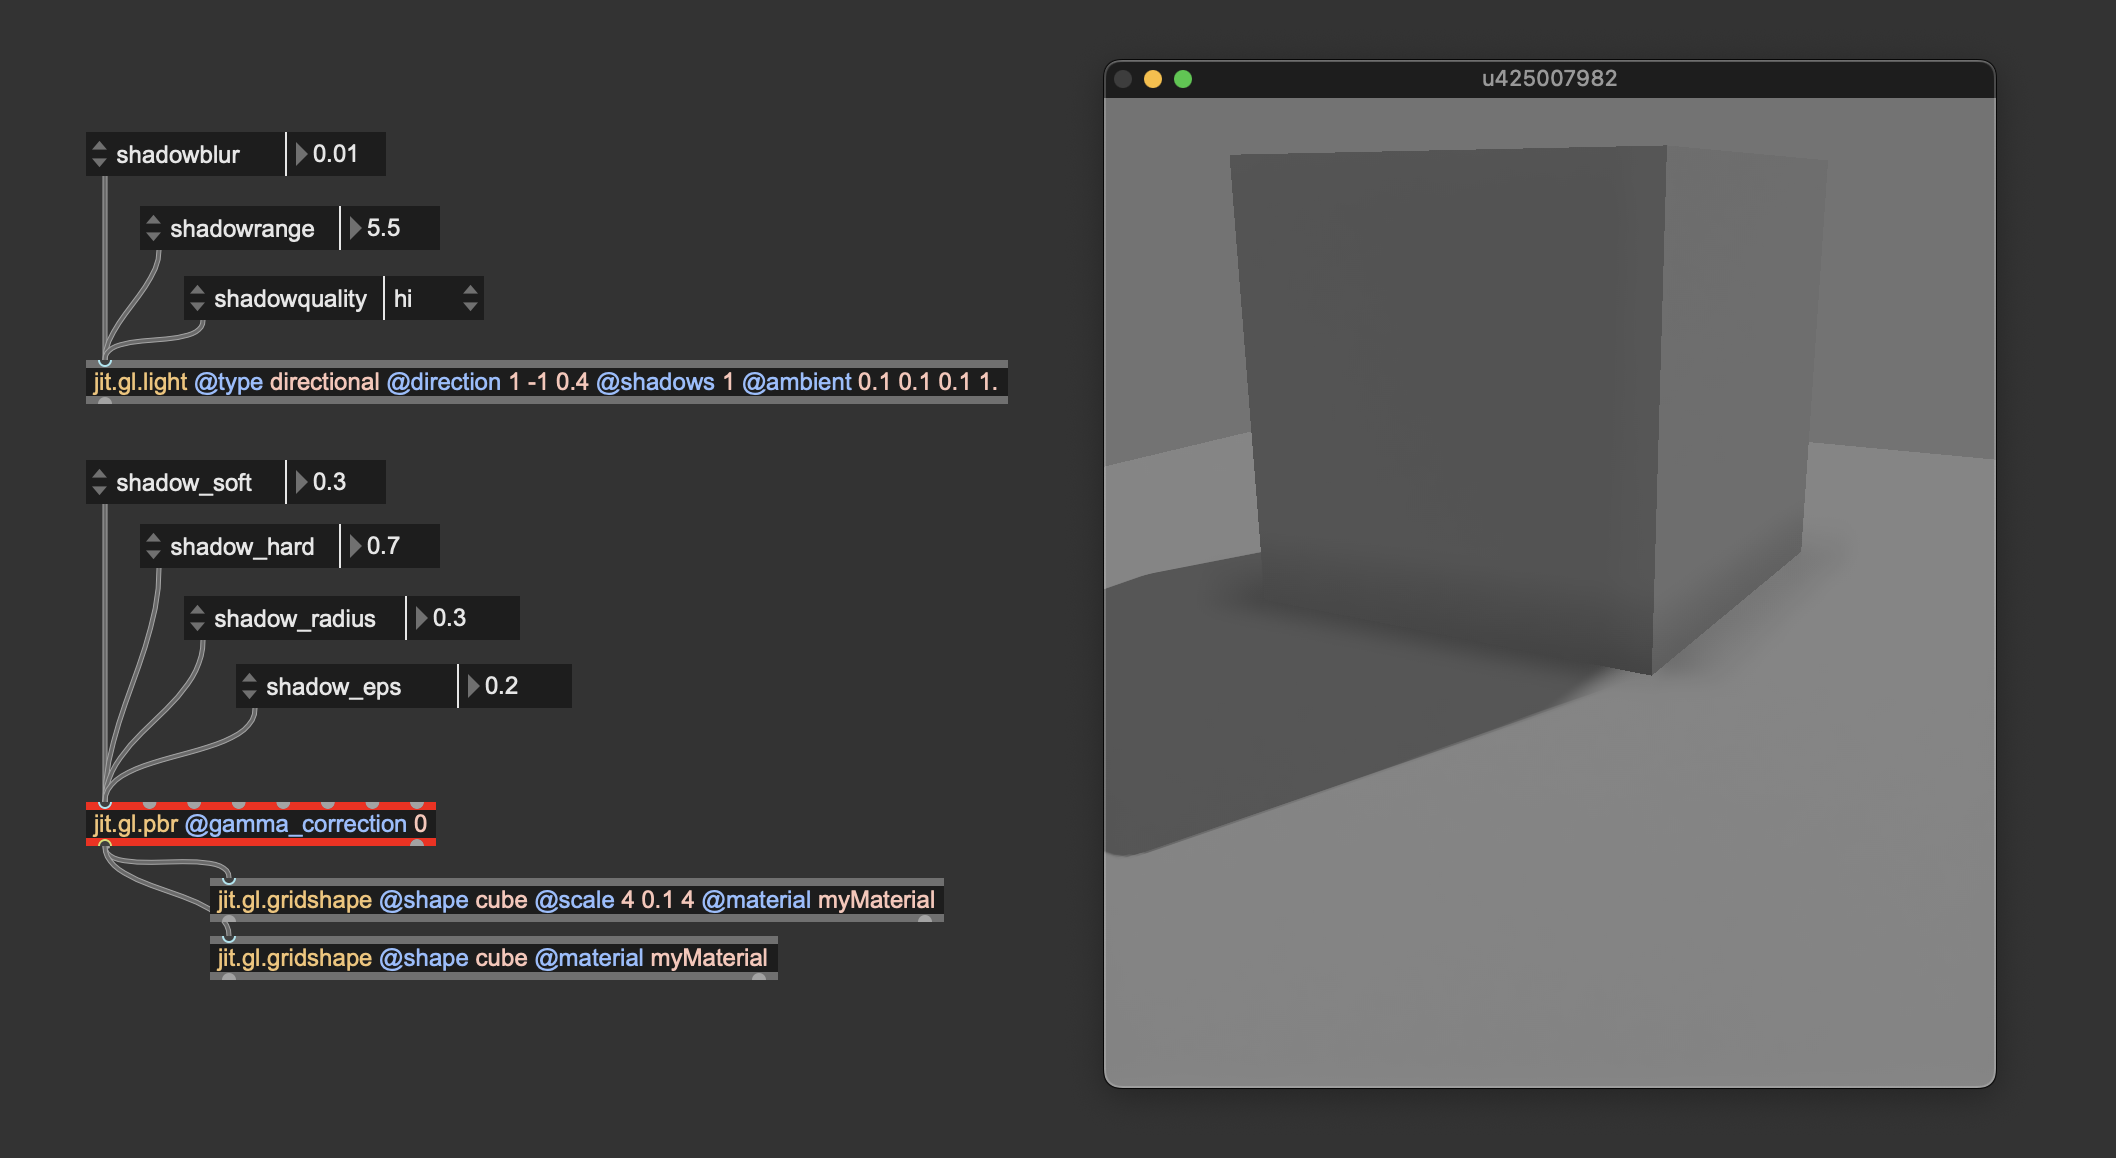 u425007982
shadowblur 0.01
shadowrange 5.5
shadowquality hi
jit.gl.light @type directional @direction 1 -1 0.4 @shadows 1 @ambient 0.1 0.1 0.1 1.
shadow_soft 0.3
shadow_hard 0.7
shadow_radius 0.3
shadow_eps 0.2
jit.gl.pbr @gamma_correction 0
jit.gl.gridshape @shape cube @scale 4 0.1 4 @material myMaterial
jit.gl.gridshape @shape cube @material myMaterial